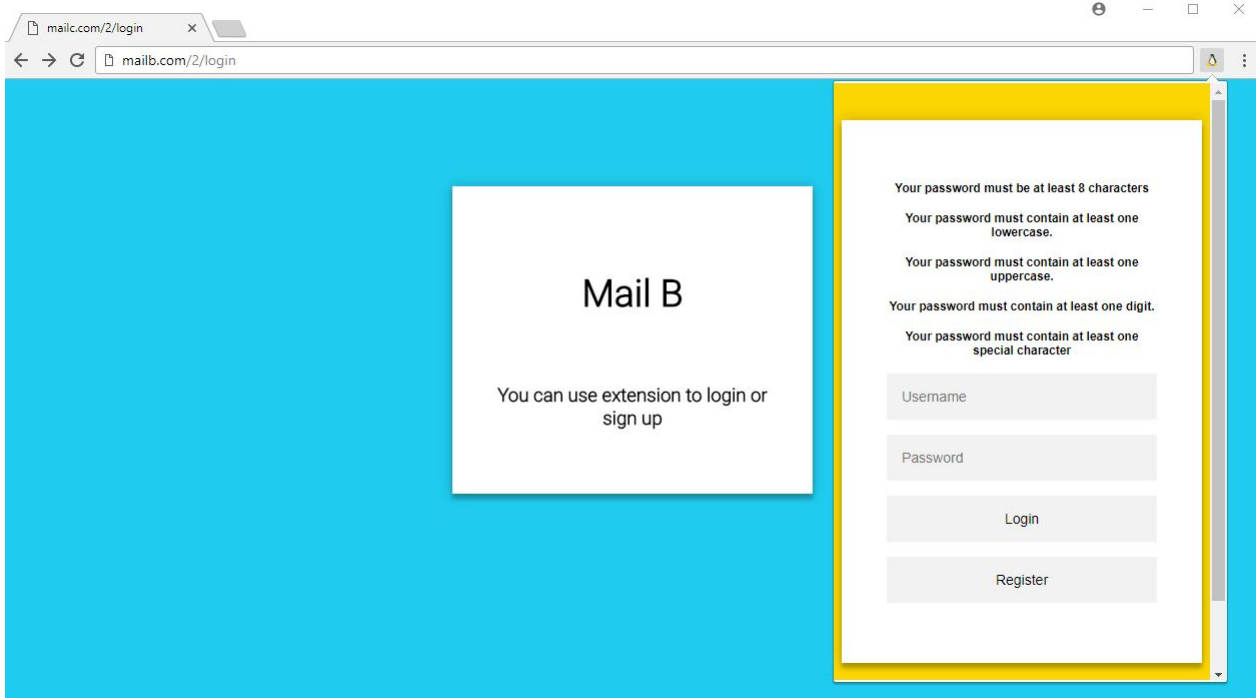 mailc.com/2/login
mailb.com/2/login
Mail B
You can use extension to login or
sign up
Your password must be at least 8 characters
Your password must contain at least one
lowercase.
Your password must contain at least one
uppercase.
Your password must contain at least one digit.
Your password must contain at least one
special character
Username
Password
Login
Register